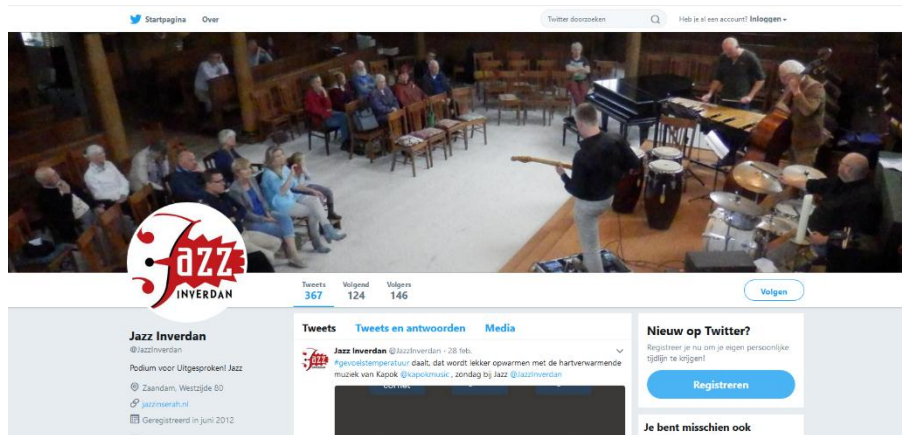 Startpagina Over
Twitter doorzoeken
Heb je al een account? Inloggen
Jazz
INVERDAN
Tweets Volgend Volgers
367 124 146
Volgen
Jazz Inverdan
@JazzInverdan
Podium voor Uitgesproken! Jazz
Zaandam, Westzijde 80
jazzinserah.nl
Geregistreerd in juni 2012
Tweets Tweets en antwoorden Media
Jazz Inverdan @JazzInverdan · 28 feb.
#gevoelstemperatuur daalt, dat wordt lekker opwarmen met de hartverwarmende
muziek van Kapok @kapokmusic , zondag bij Jazz @JazzInverdan
Nieuw op Twitter?
Registreer je nu om je eigen persoonlijke
tijdlijn te krijgen!
Registreren
Je bent misschien ook